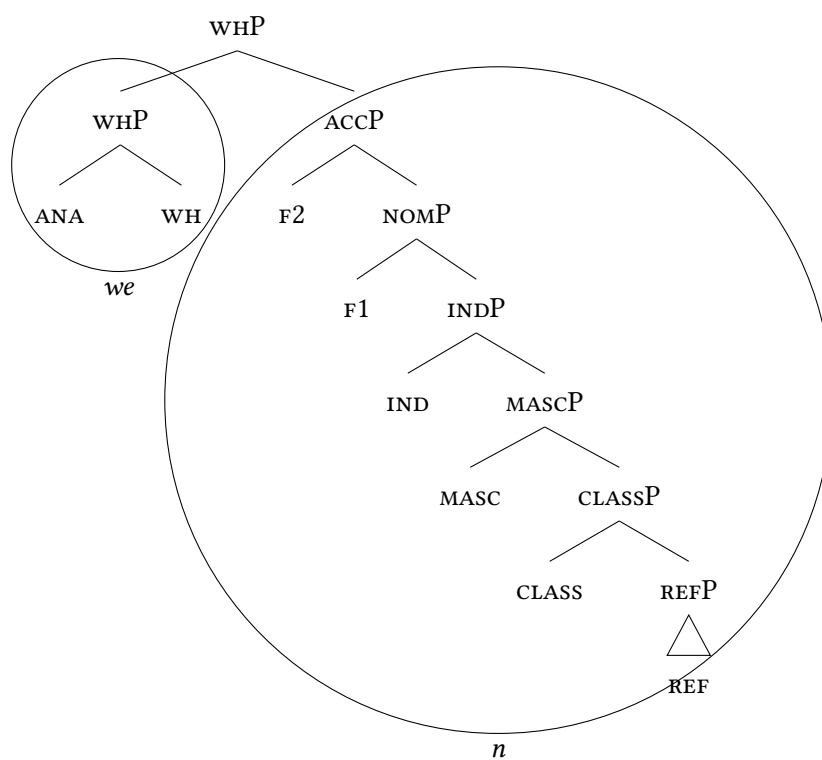 WHP
WHP ACCP
ANA WH F2 NOMP
we F1 INDP
IND MASCP
MASC CLASSP
CLASS REFP
REF
n